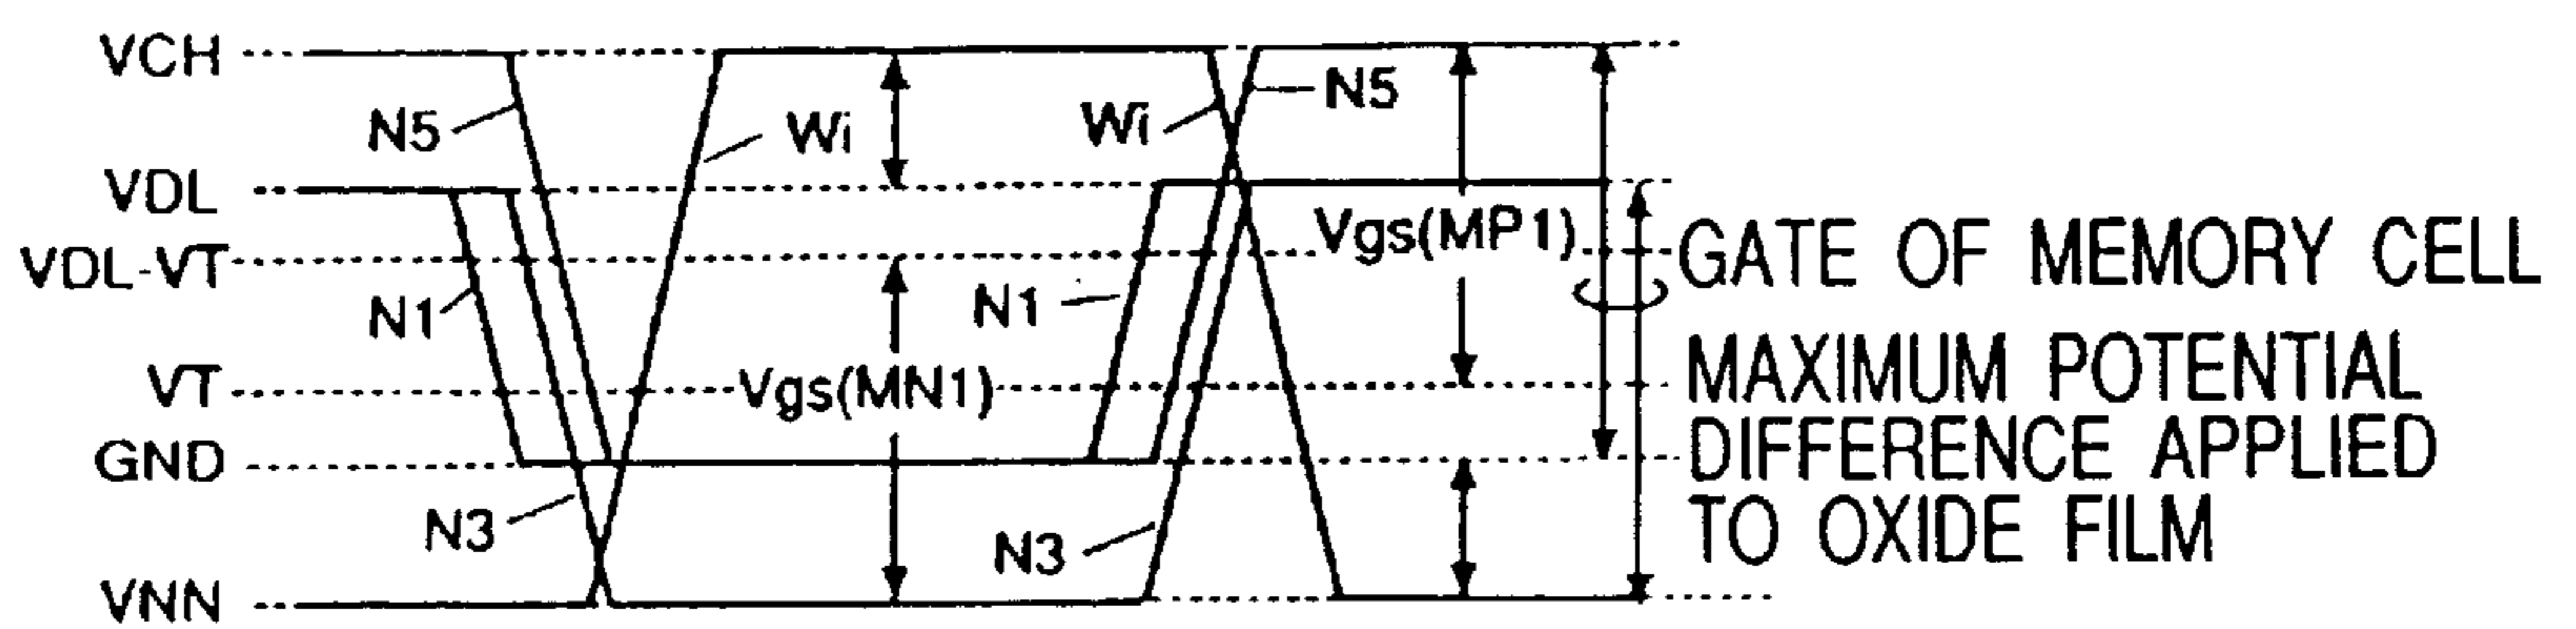 VCH
N5
Wi
Wi
N5
VDL
VDL-VT
Vgs(MP1)
GATE OF MEMORY CELL
N1
N1
VT
Vgs(MN1)
MAXIMUM POTENTIAL
GND
DIFFERENCE APPLIED
N3
N3
TO OXIDE FILM
VNN